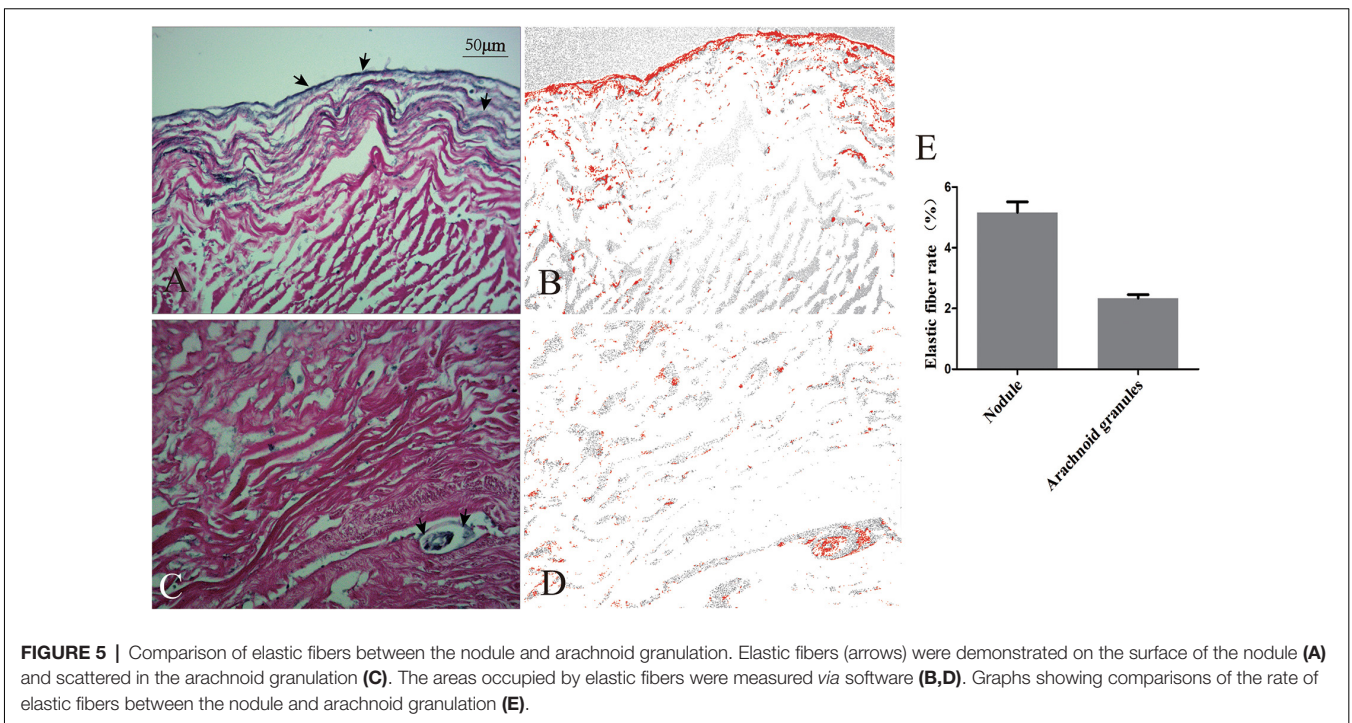 50μm
A
B
C
D
E
Elastic fiber rate (%)
6
4
2
0
Nodule
Arachnoid granules
FIGURE 5 | Comparison of elastic fibers between the nodule and arachnoid granulation. Elastic fibers (arrows) were demonstrated on the surface of the nodule (A)
and scattered in the arachnoid granulation (C). The areas occupied by elastic fibers were measured via software (B,D). Graphs showing comparisons of the rate of
elastic fibers between the nodule and arachnoid granulation (E).